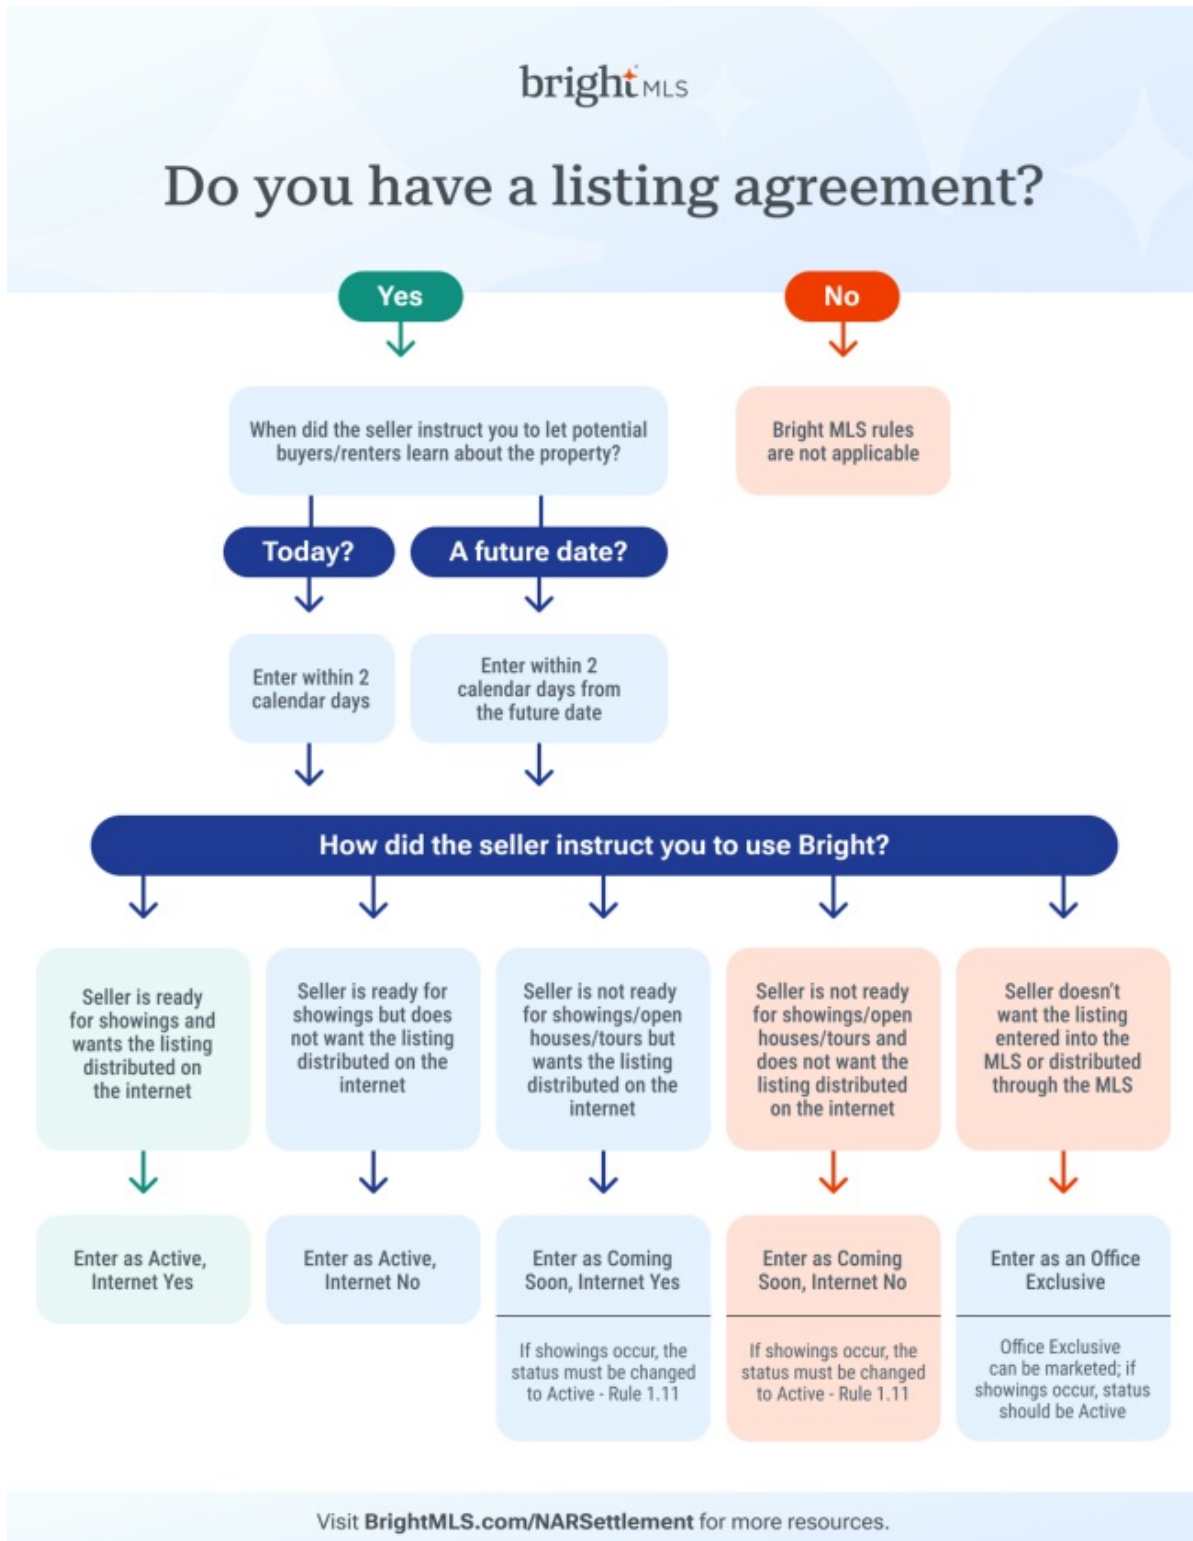 bright MLS
Do you have a listing agreement?
Yes
No
When did the seller instruct you to let potential
buyers/renters learn about the property?
Bright MLS rules
are not applicable
Today?
A future date?
Enter within 2
calendar days
Enter within 2
calendar days from
the future date
How did the seller instruct you to use Bright?
Seller is ready
for showings and
wants the listing
distributed on
the internet
Seller is ready for
showings but does
not want the listing
distributed on the
internet
Seller is not ready
for showings/open
houses/tours but
wants the listing
distributed on the
internet
Seller is not ready
for showings/open
houses/tours and
does not want the
listing distributed
on the internet
Seller doesn't
want the listing
entered into the
MLS or distributed
through the MLS
Enter as Active,
Internet Yes
Enter as Active,
Internet No
Enter as Coming
Soon, Internet Yes
If showings occur, the
status must be changed
to Active - Rule 1.11
Enter as Coming
Soon, Internet No
If showings occur, the
status must be changed
to Active - Rule 1.11
Enter as an Office
Exclusive
Office Exclusive
can be marketed; if
showings occur, status
should be Active
Visit BrightMLS.com/NARSettlement for more resources.